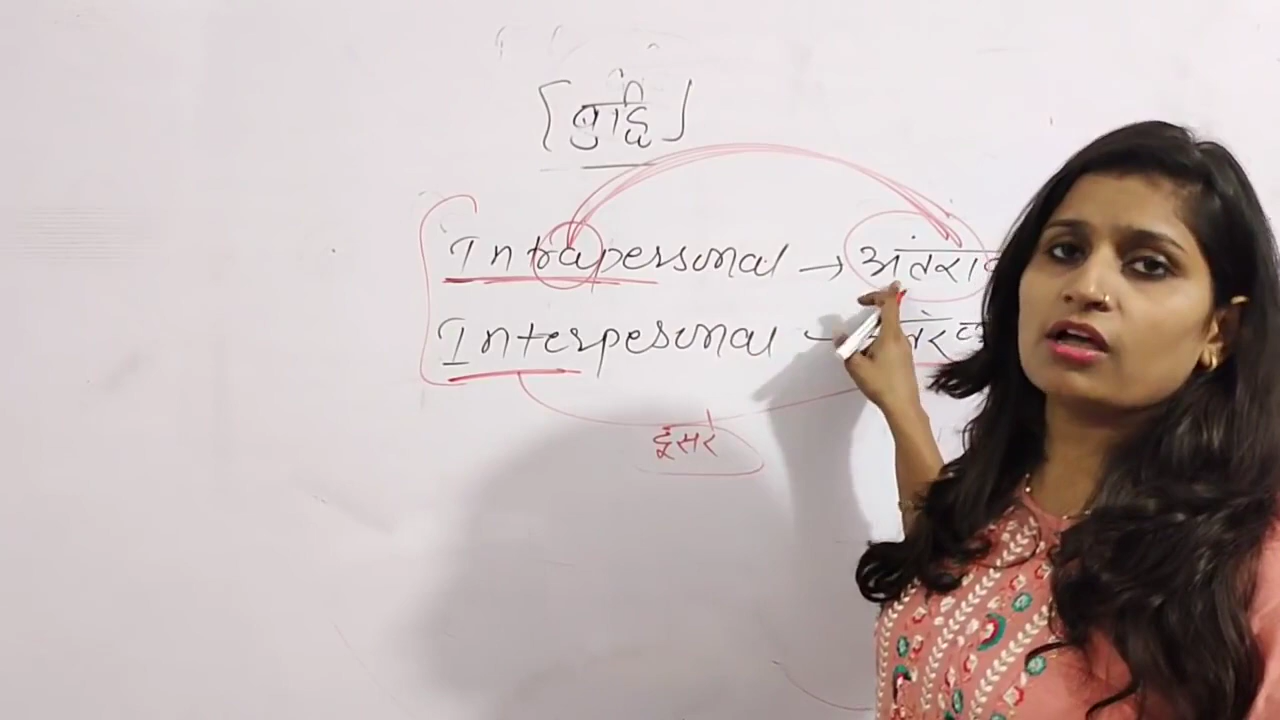 [बुद्धि]
Intrapersonal → अंतरा
Interpersonal →
दूसरे